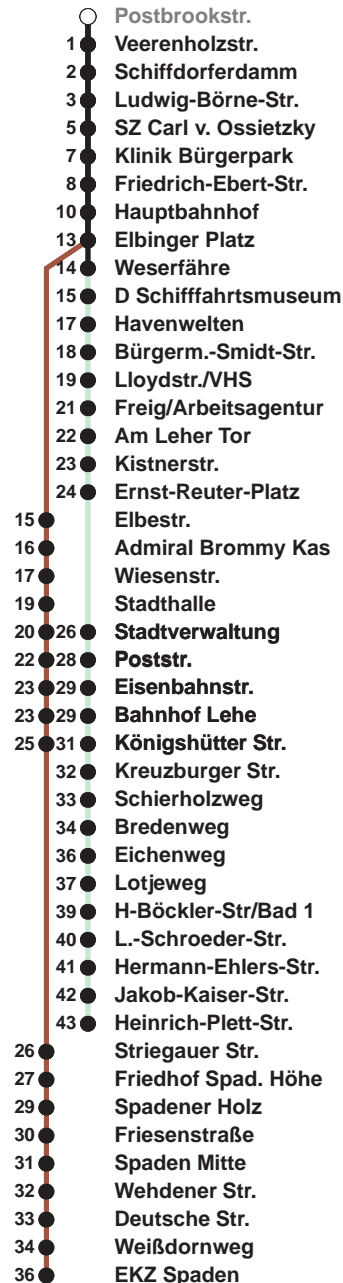 Postbrookstr.
1 Veerenholzstr.
2 Schiffdorferdamm
3 Ludwig-Börne-Str.
5 SZ Carl v. Ossietzky
7 Klinik Bürgerpark
8 Friedrich-Ebert-Str.
10 Hauptbahnhof
13 Elbinger Platz
14 Weserfähre
15 D Schifffahrtsmuseum
17 Havenwelten
18 Bürgerm.-Smidt-Str.
19 Lloydstr./VHS
21 Freig/Arbeitsagentur
22 Am Leher Tor
23 Kistnerstr.
24 Ernst-Reuter-Platz
15 Elbestr.
16 Admiral Brommy Kas
17 Wiesenstr.
19 Stadthalle
20 26 Stadtverwaltung
22 28 Poststr.
23 29 Eisenbahnstr.
23 29 Bahnhof Lehe
25 31 Königshütter Str.
32 Kreuzburger Str.
33 Schierholzweg
34 Bredenweg
36 Eichenweg
37 Lotjeweg
39 H-Böckler-Str/Bad 1
40 L.-Schroeder-Str.
41 Hermann-Ehlers-Str.
42 Jakob-Kaiser-Str.
43 Heinrich-Plett-Str.
26 Striegauer Str.
27 Friedhof Spad. Höhe
29 Spadener Holz
30 Friesenstraße
31 Spaden Mitte
32 Wehdener Str.
33 Deutsche Str.
34 Weißdornweg
36 EKZ Spaden